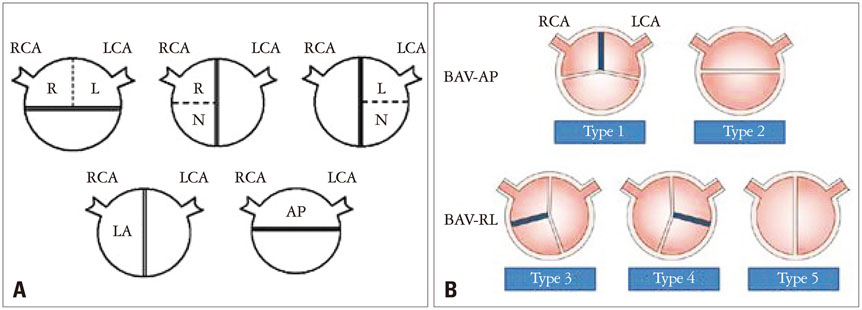 RCA LCA RCA LCA RCA LCA
R L R L
N N
RCA LCA RCA LCA
LA AP
A
RCA LCA
BAV-AP
Type 1 Type 2
BAV-RL
Type 3 Type 4 Type 5
B